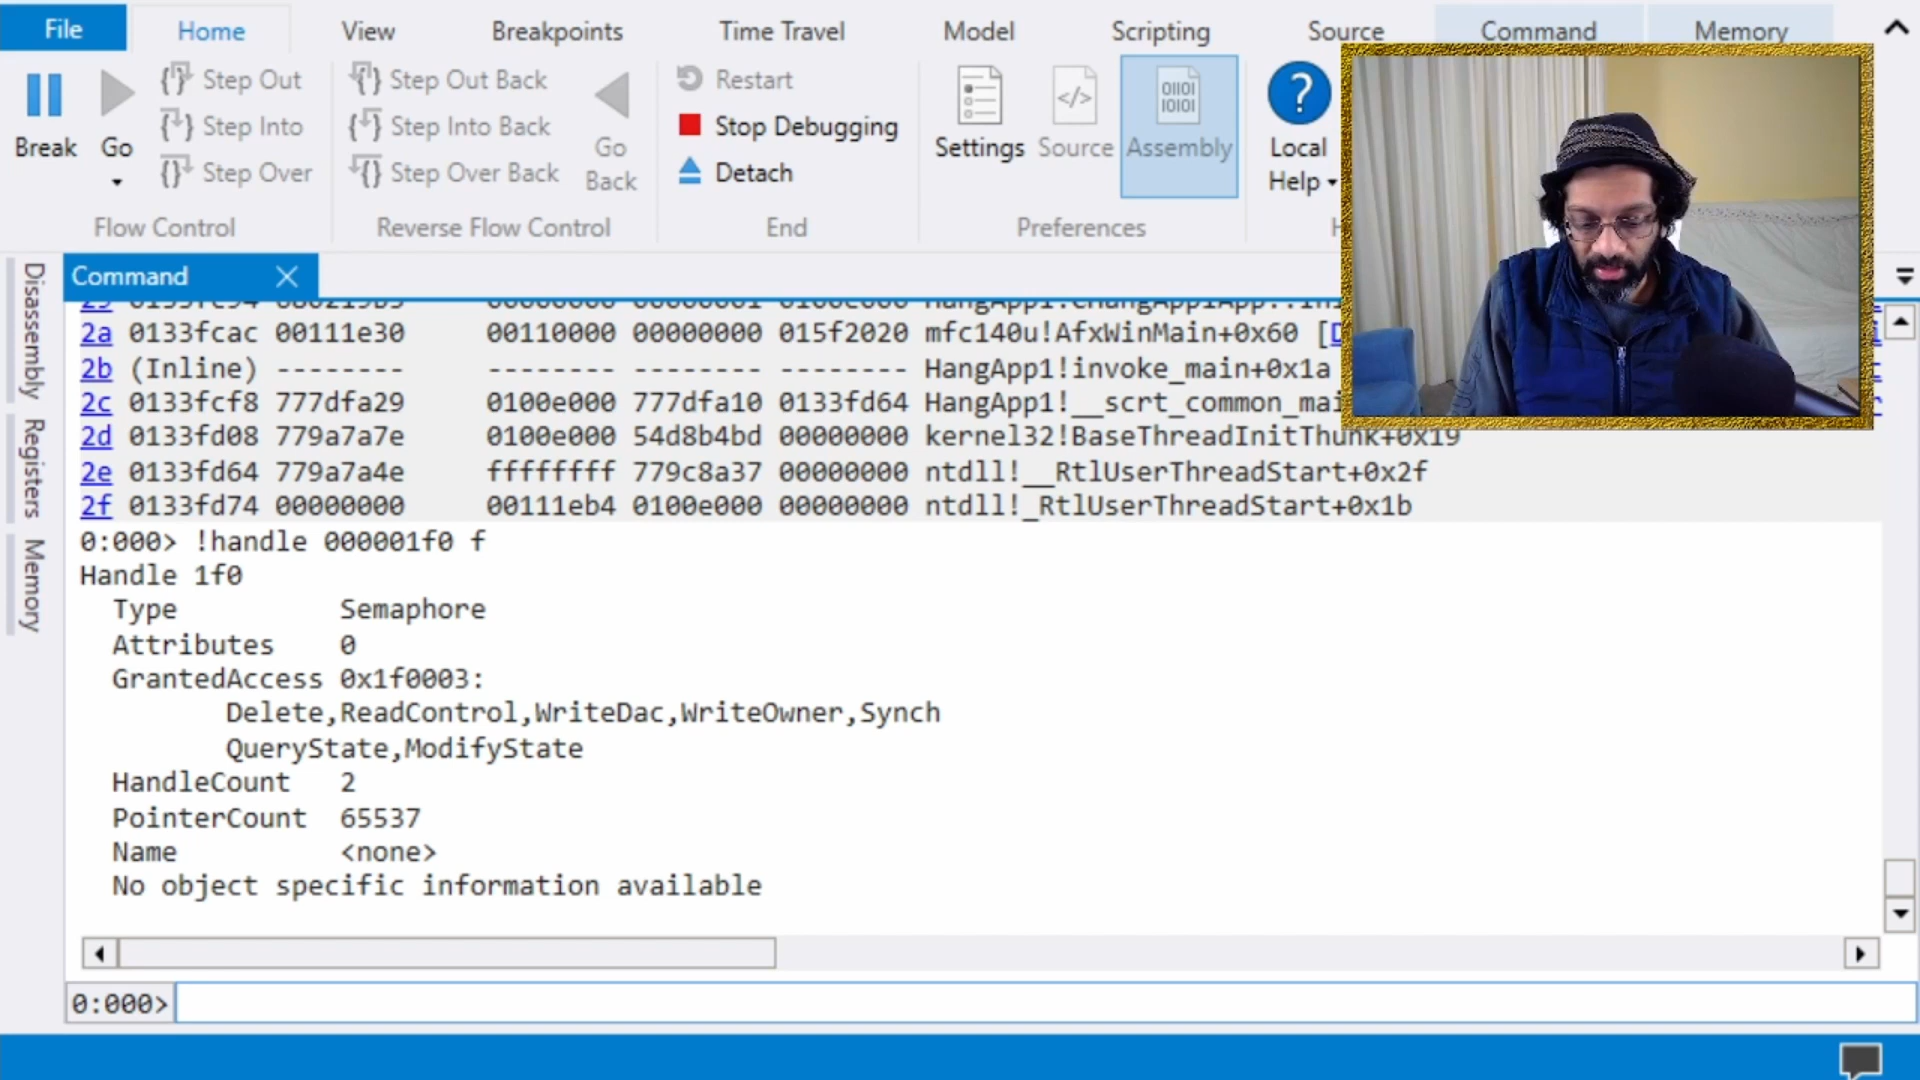 File Home View Breakpoints Time Travel Model Scripting Source Command Memory
Break
Go
Step Out
Step Into
Step Over
Flow Control
Step Out Back
Step Into Back
Step Over Back
Go Back
Reverse Flow Control
Restart
Stop Debugging
Detach
End
Settings
</>
Source
01101
10101
Assembly
Preferences
?
Local Help
Disassembly
Registers
Memory
Command
2a 0133fcac 00111e30 00110000 00000000 015f2020 mfc140u!AfxWinMain+0x60 [
2b (Inline) -------- -------- -------- -------- HangApp1!invoke_main+0x1a
2c 0133fcf8 777dfa29 0100e000 777dfa10 0133fd64 HangApp1!__scrt_common_mai
2d 0133fd08 779a7a7e 0100e000 54d8b4bd 00000000 kernel32!BaseThreadInitThunk+0x19
2e 0133fd64 779a7a4e ffffffff 779c8a37 00000000 ntdll!__RtlUserThreadStart+0x2f
2f 0133fd74 00000000 00111eb4 0100e000 00000000 ntdll!_RtlUserThreadStart+0x1b
0:000> !handle 000001f0 f
Handle 1f0
Type Semaphore
Attributes 0
GrantedAccess 0x1f0003:
Delete,ReadControl,WriteDac,WriteOwner,Synch
QueryState,ModifyState
HandleCount 2
PointerCount 65537
Name <none>
No object specific information available
0:000>